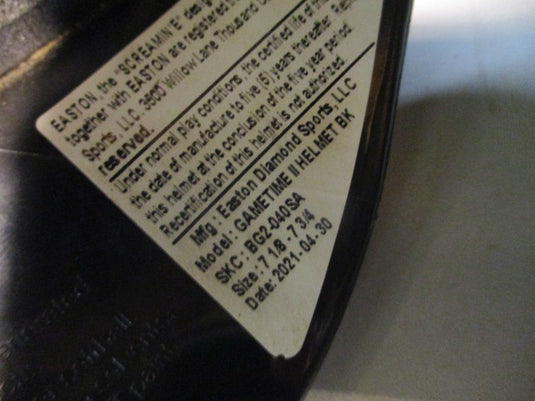 EASTON, the "SCREAMIN E" desig
together with EASTON are registered
Sports, LLC, 3500 Willow Lane Thousand
reserved.
Under normal play conditions, the certified life of
the date of manufacture to five (5) years thereafter.
this helmet at the conclusion of the five year period.
Recertification of this helmet is not authorized.
Mfg: Easton Diamond Sports, LLC
Model: GAMETIME II HELMET BK
SKC: BG2-040SA
Size: 7 1/8 7 3/4
Date: 2021-04-30